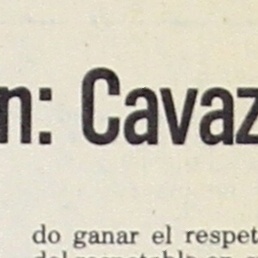 n: Cavaz
do ganar el respet